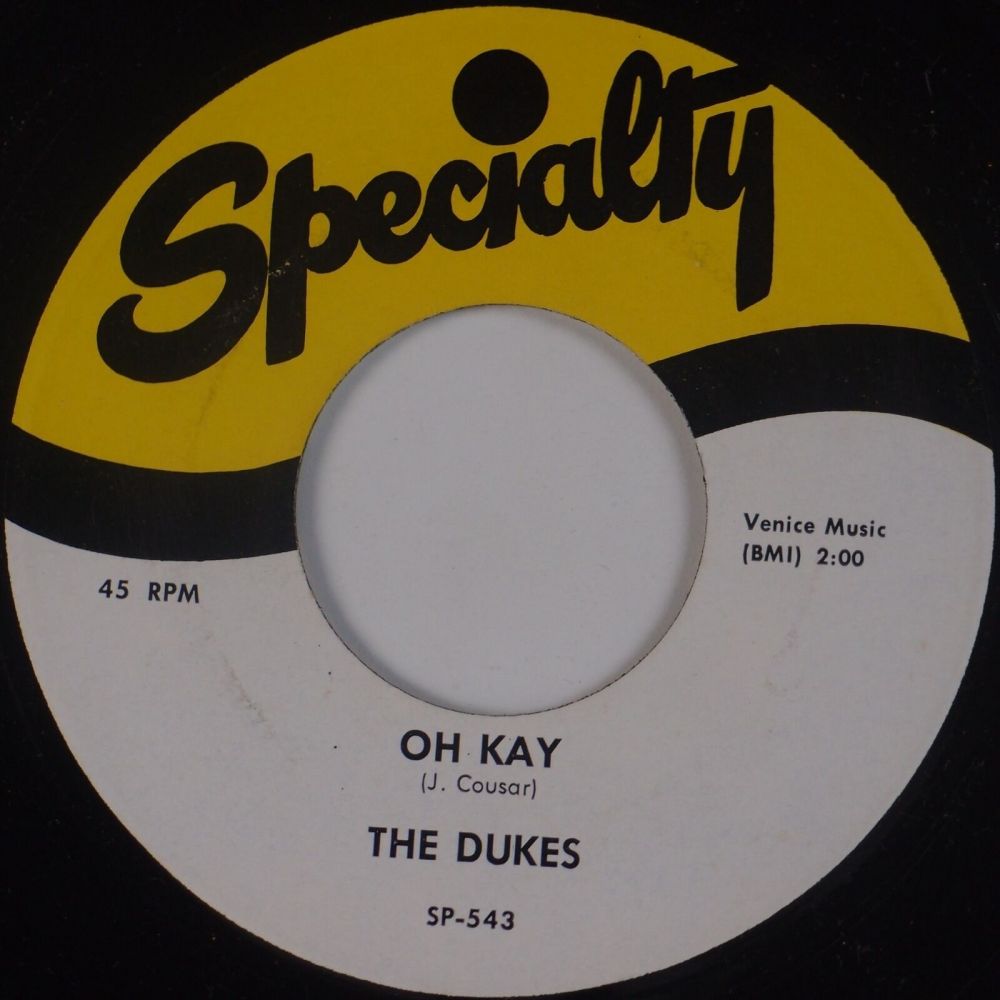 Specialty
Venice Music
(BMI) 2:00
45 RPM
OH KAY
(J. Cousar)
THE DUKES
SP-543